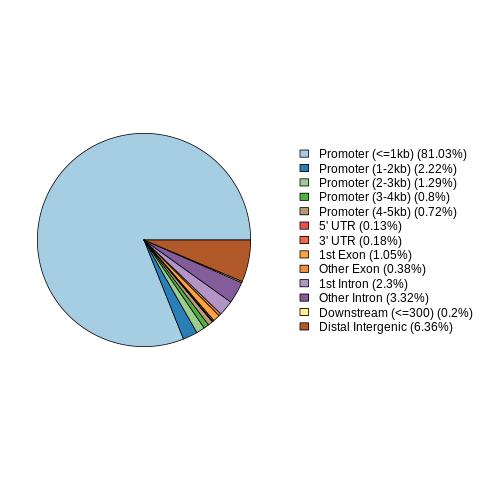 Promoter (<=1kb) (81.03%)
Promoter (1-2kb) (2.22%)
Promoter (2-3kb) (1.29%)
Promoter (3-4kb) (0.8%)
Promoter (4-5kb) (0.72%)
5' UTR (0.13%)
3' UTR (0.18%)
1st Exon (1.05%)
Other Exon (0.38%)
1st Intron (2.3%)
Other Intron (3.32%)
Downstream (<=300) (0.2%)
Distal Intergenic (6.36%)